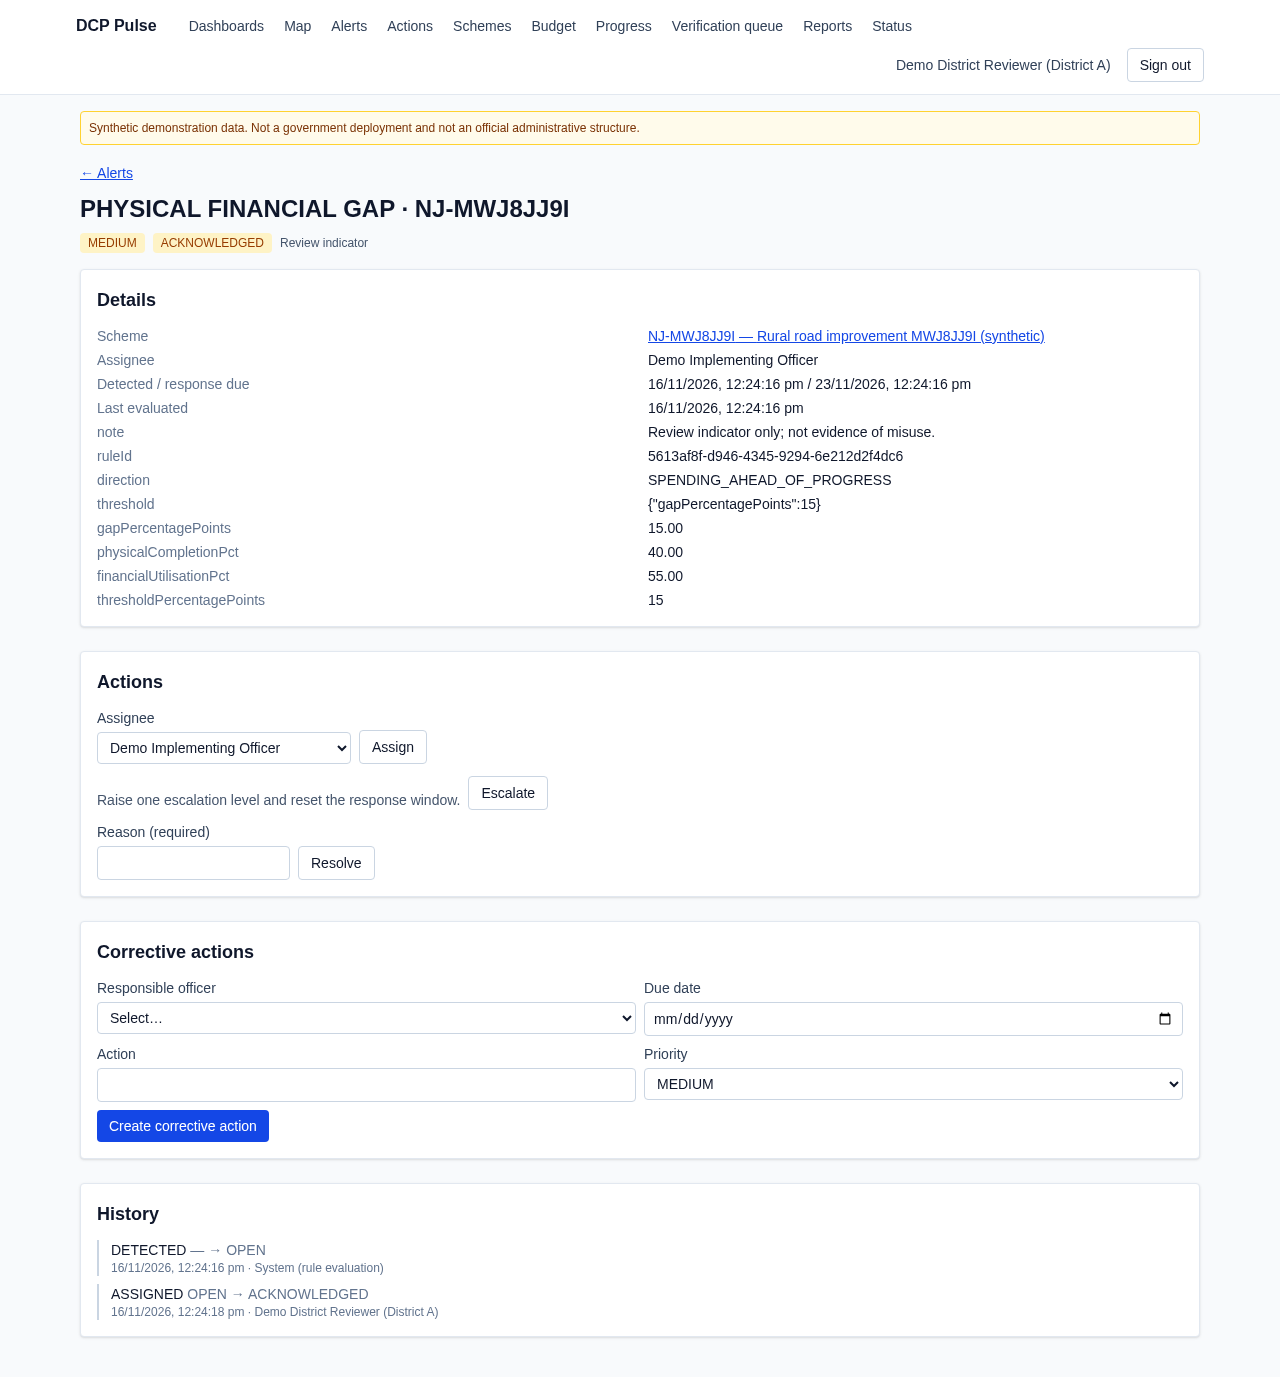 DCP Pulse
Dashboards Map Alerts Actions Schemes Budget Progress Verification queue Reports Status
Demo District Reviewer (District A) Sign out
Synthetic demonstration data. Not a government deployment and not an official administrative structure.
← Alerts
PHYSICAL FINANCIAL GAP · NJ-MWJ8JJ9I
MEDIUM ACKNOWLEDGED Review indicator
Details
Scheme NJ-MWJ8JJ9I — Rural road improvement MWJ8JJ9I (synthetic)
Assignee Demo Implementing Officer
Detected / response due 16/11/2026, 12:24:16 pm / 23/11/2026, 12:24:16 pm
Last evaluated 16/11/2026, 12:24:16 pm
note Review indicator only; not evidence of misuse.
ruleId 5613af8f-d946-4345-9294-6e212d2f4dc6
direction SPENDING_AHEAD_OF_PROGRESS
threshold {"gapPercentagePoints":15}
gapPercentagePoints 15.00
physicalCompletionPct 40.00
financialUtilisationPct 55.00
thresholdPercentagePoints 15
Actions
Assignee
Demo Implementing Officer Assign
Raise one escalation level and reset the response window. Escalate
Reason (required)
Resolve
Corrective actions
Responsible officer Due date
Select… mm/dd/yyyy
Action Priority
MEDIUM
Create corrective action
History
DETECTED — → OPEN
16/11/2026, 12:24:16 pm · System (rule evaluation)
ASSIGNED OPEN → ACKNOWLEDGED
16/11/2026, 12:24:18 pm · Demo District Reviewer (District A)